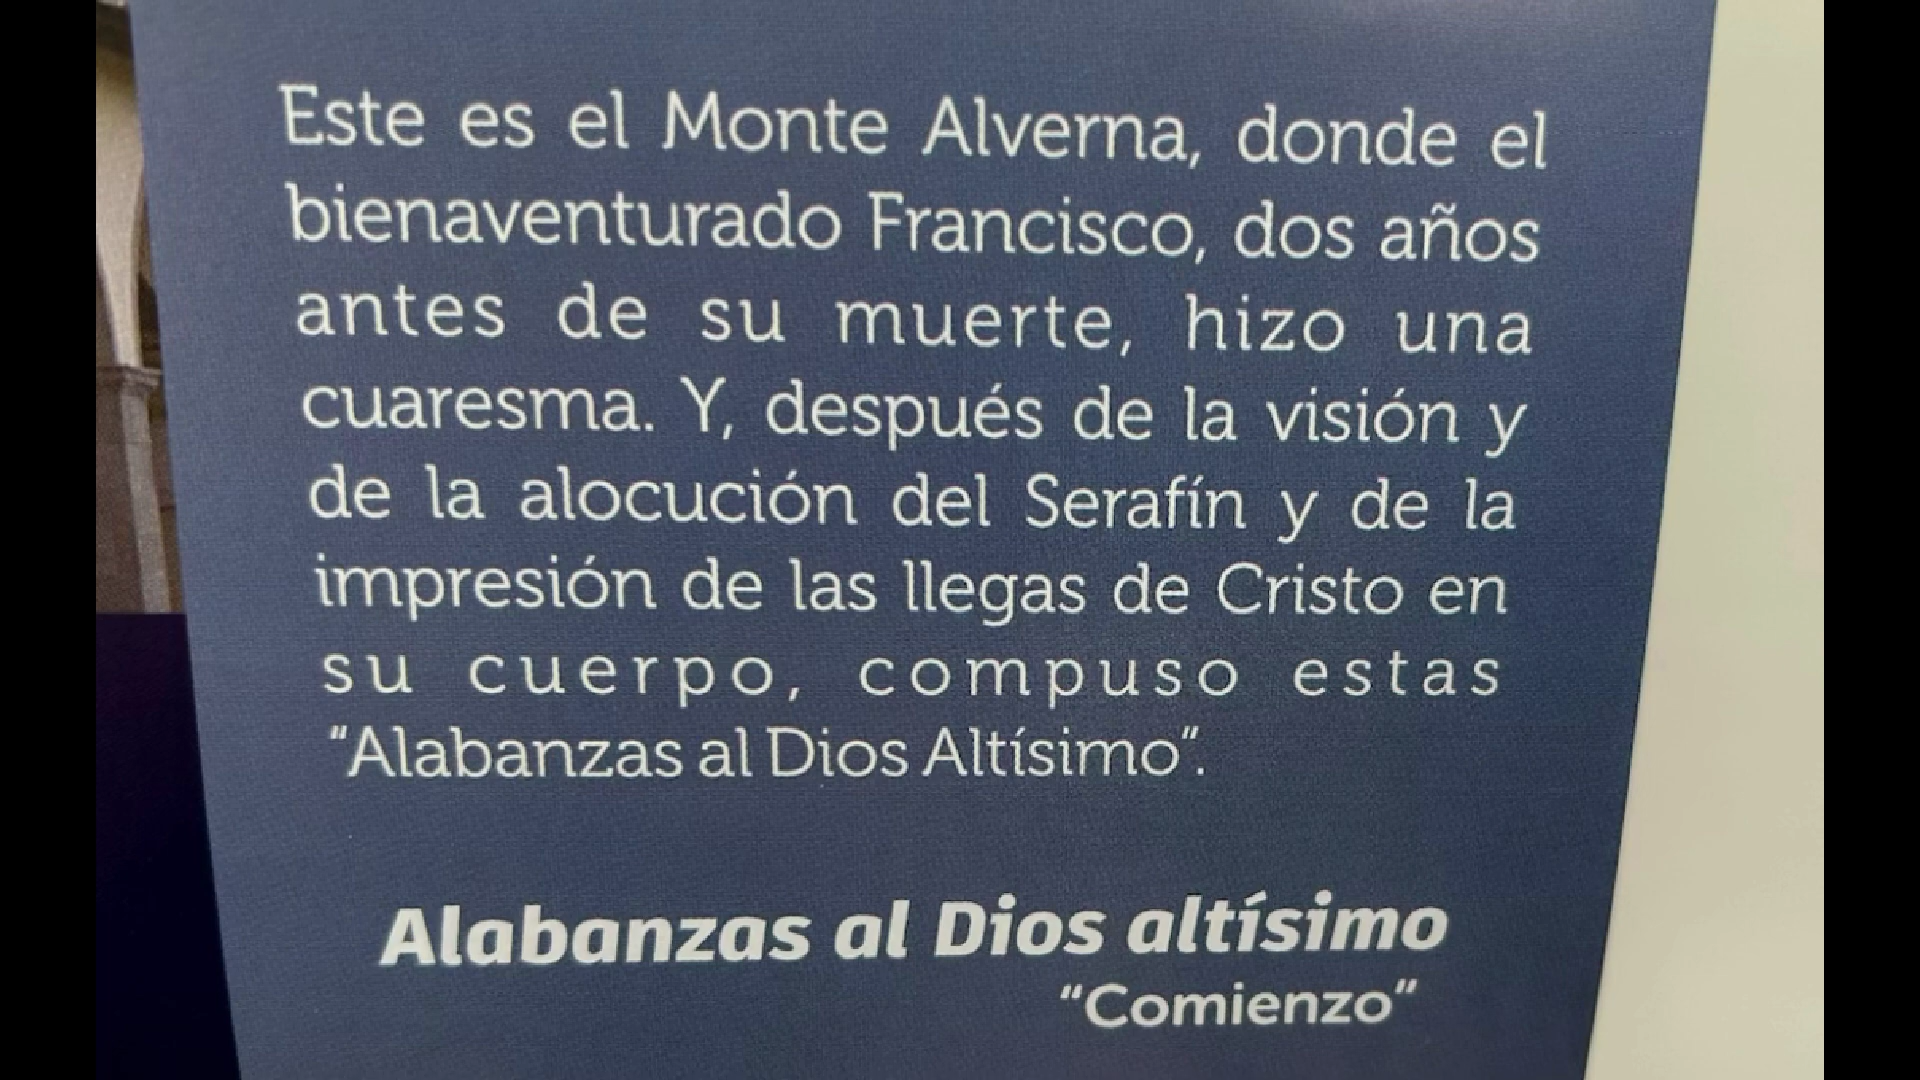 Este es el Monte Alverna, donde el
bienaventurado Francisco, dos años
antes de su muerte, hizo una
cuaresma. Y, después de la visión y
de la alocución del Serafín y de la
impresión de las llegas de Cristo en
su cuerpo, compuso estas
"Alabanzas al Dios Altísimo".
Alabanzas al Dios altísimo
"Comienzo"